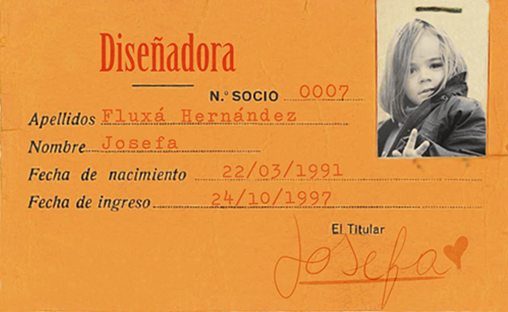 Diseñadora
N.º SOCIO 0007
Apellidos Fluxá Hernández
Nombre Josefa
Fecha de nacimiento 22/03/1991
Fecha de ingreso 24/10/1997
El Titular
Josefa